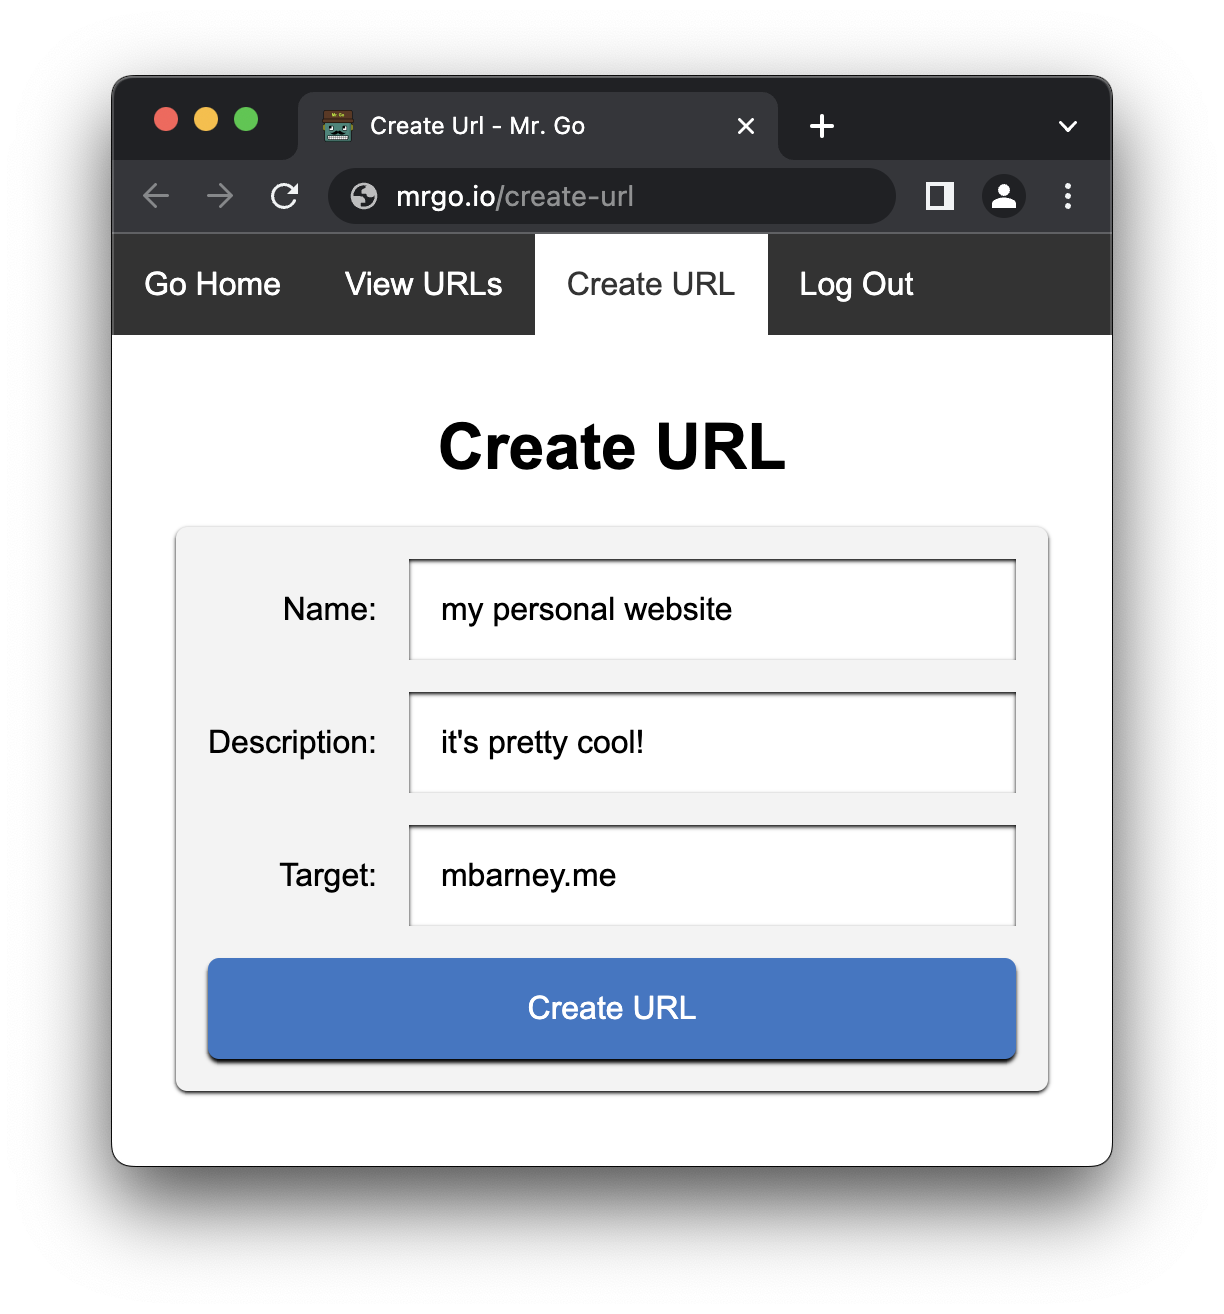 Create Url - Mr. Go
mrgo.io/create-url
Go Home View URLs Create URL Log Out
Create URL
Name: my personal website
Description: it's pretty cool!
Target: mbarney.me
Create URL